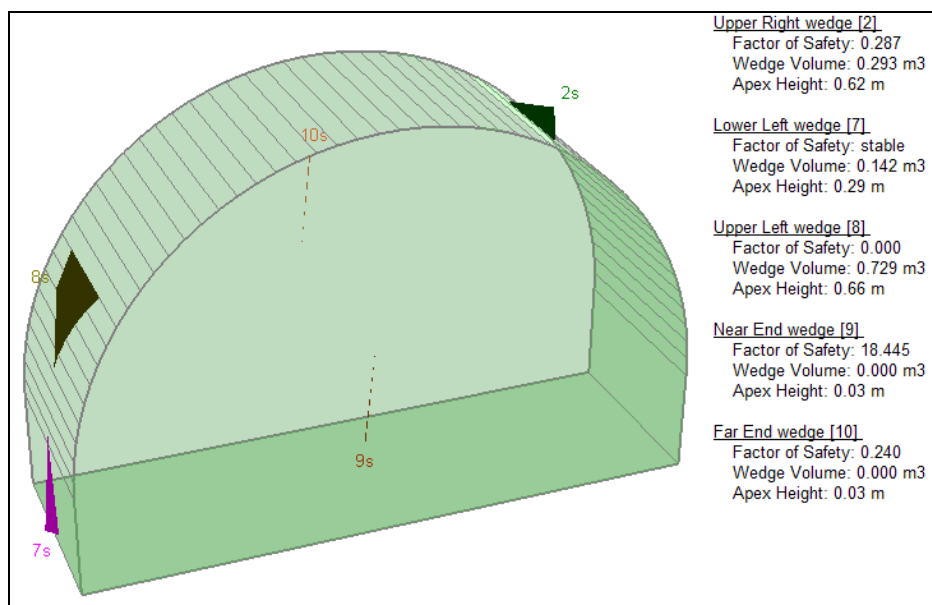 Upper Right wedge [2]
Factor of Safety: 0.287
Wedge Volume: 0.293 m3
Apex Height: 0.62 m
Lower Left wedge [7]
Factor of Safety: stable
Wedge Volume: 0.142 m3
Apex Height: 0.29 m
Upper Left wedge [8]
Factor of Safety: 0.000
Wedge Volume: 0.729 m3
Apex Height: 0.66 m
Near End wedge [9]
Factor of Safety: 18.445
Wedge Volume: 0.000 m3
Apex Height: 0.03 m
Far End wedge [10]
Factor of Safety: 0.240
Wedge Volume: 0.000 m3
Apex Height: 0.03 m
2s
10s
8s
9s
7s